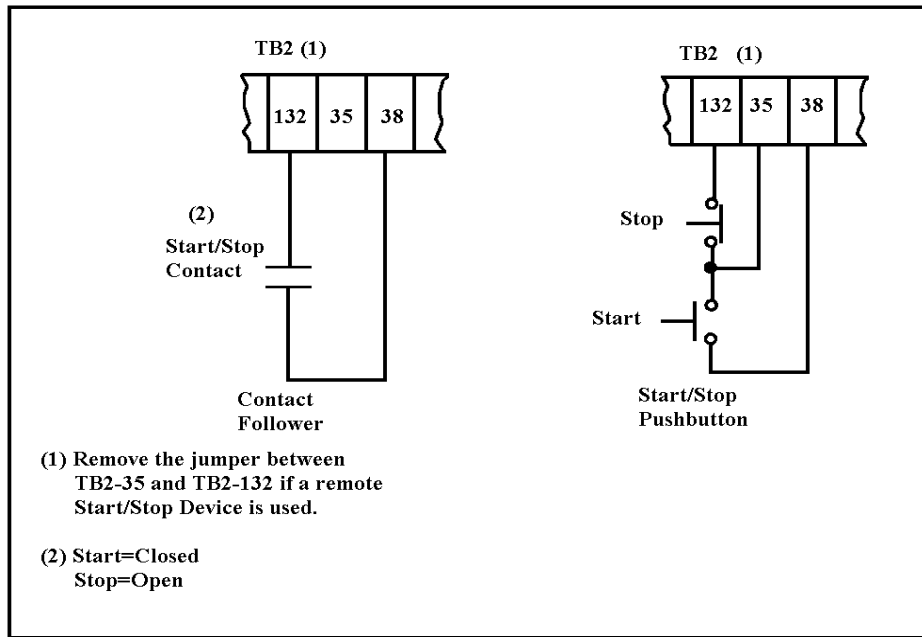 TB2 (1)
132 35 38
(2)
Start/Stop
Contact
Contact
Follower
TB2 (1)
132 35 38
Stop
Start
Start/Stop
Pushbutton
(1) Remove the jumper between
TB2-35 and TB2-132 if a remote
Start/Stop Device is used.
(2) Start=Closed
Stop=Open